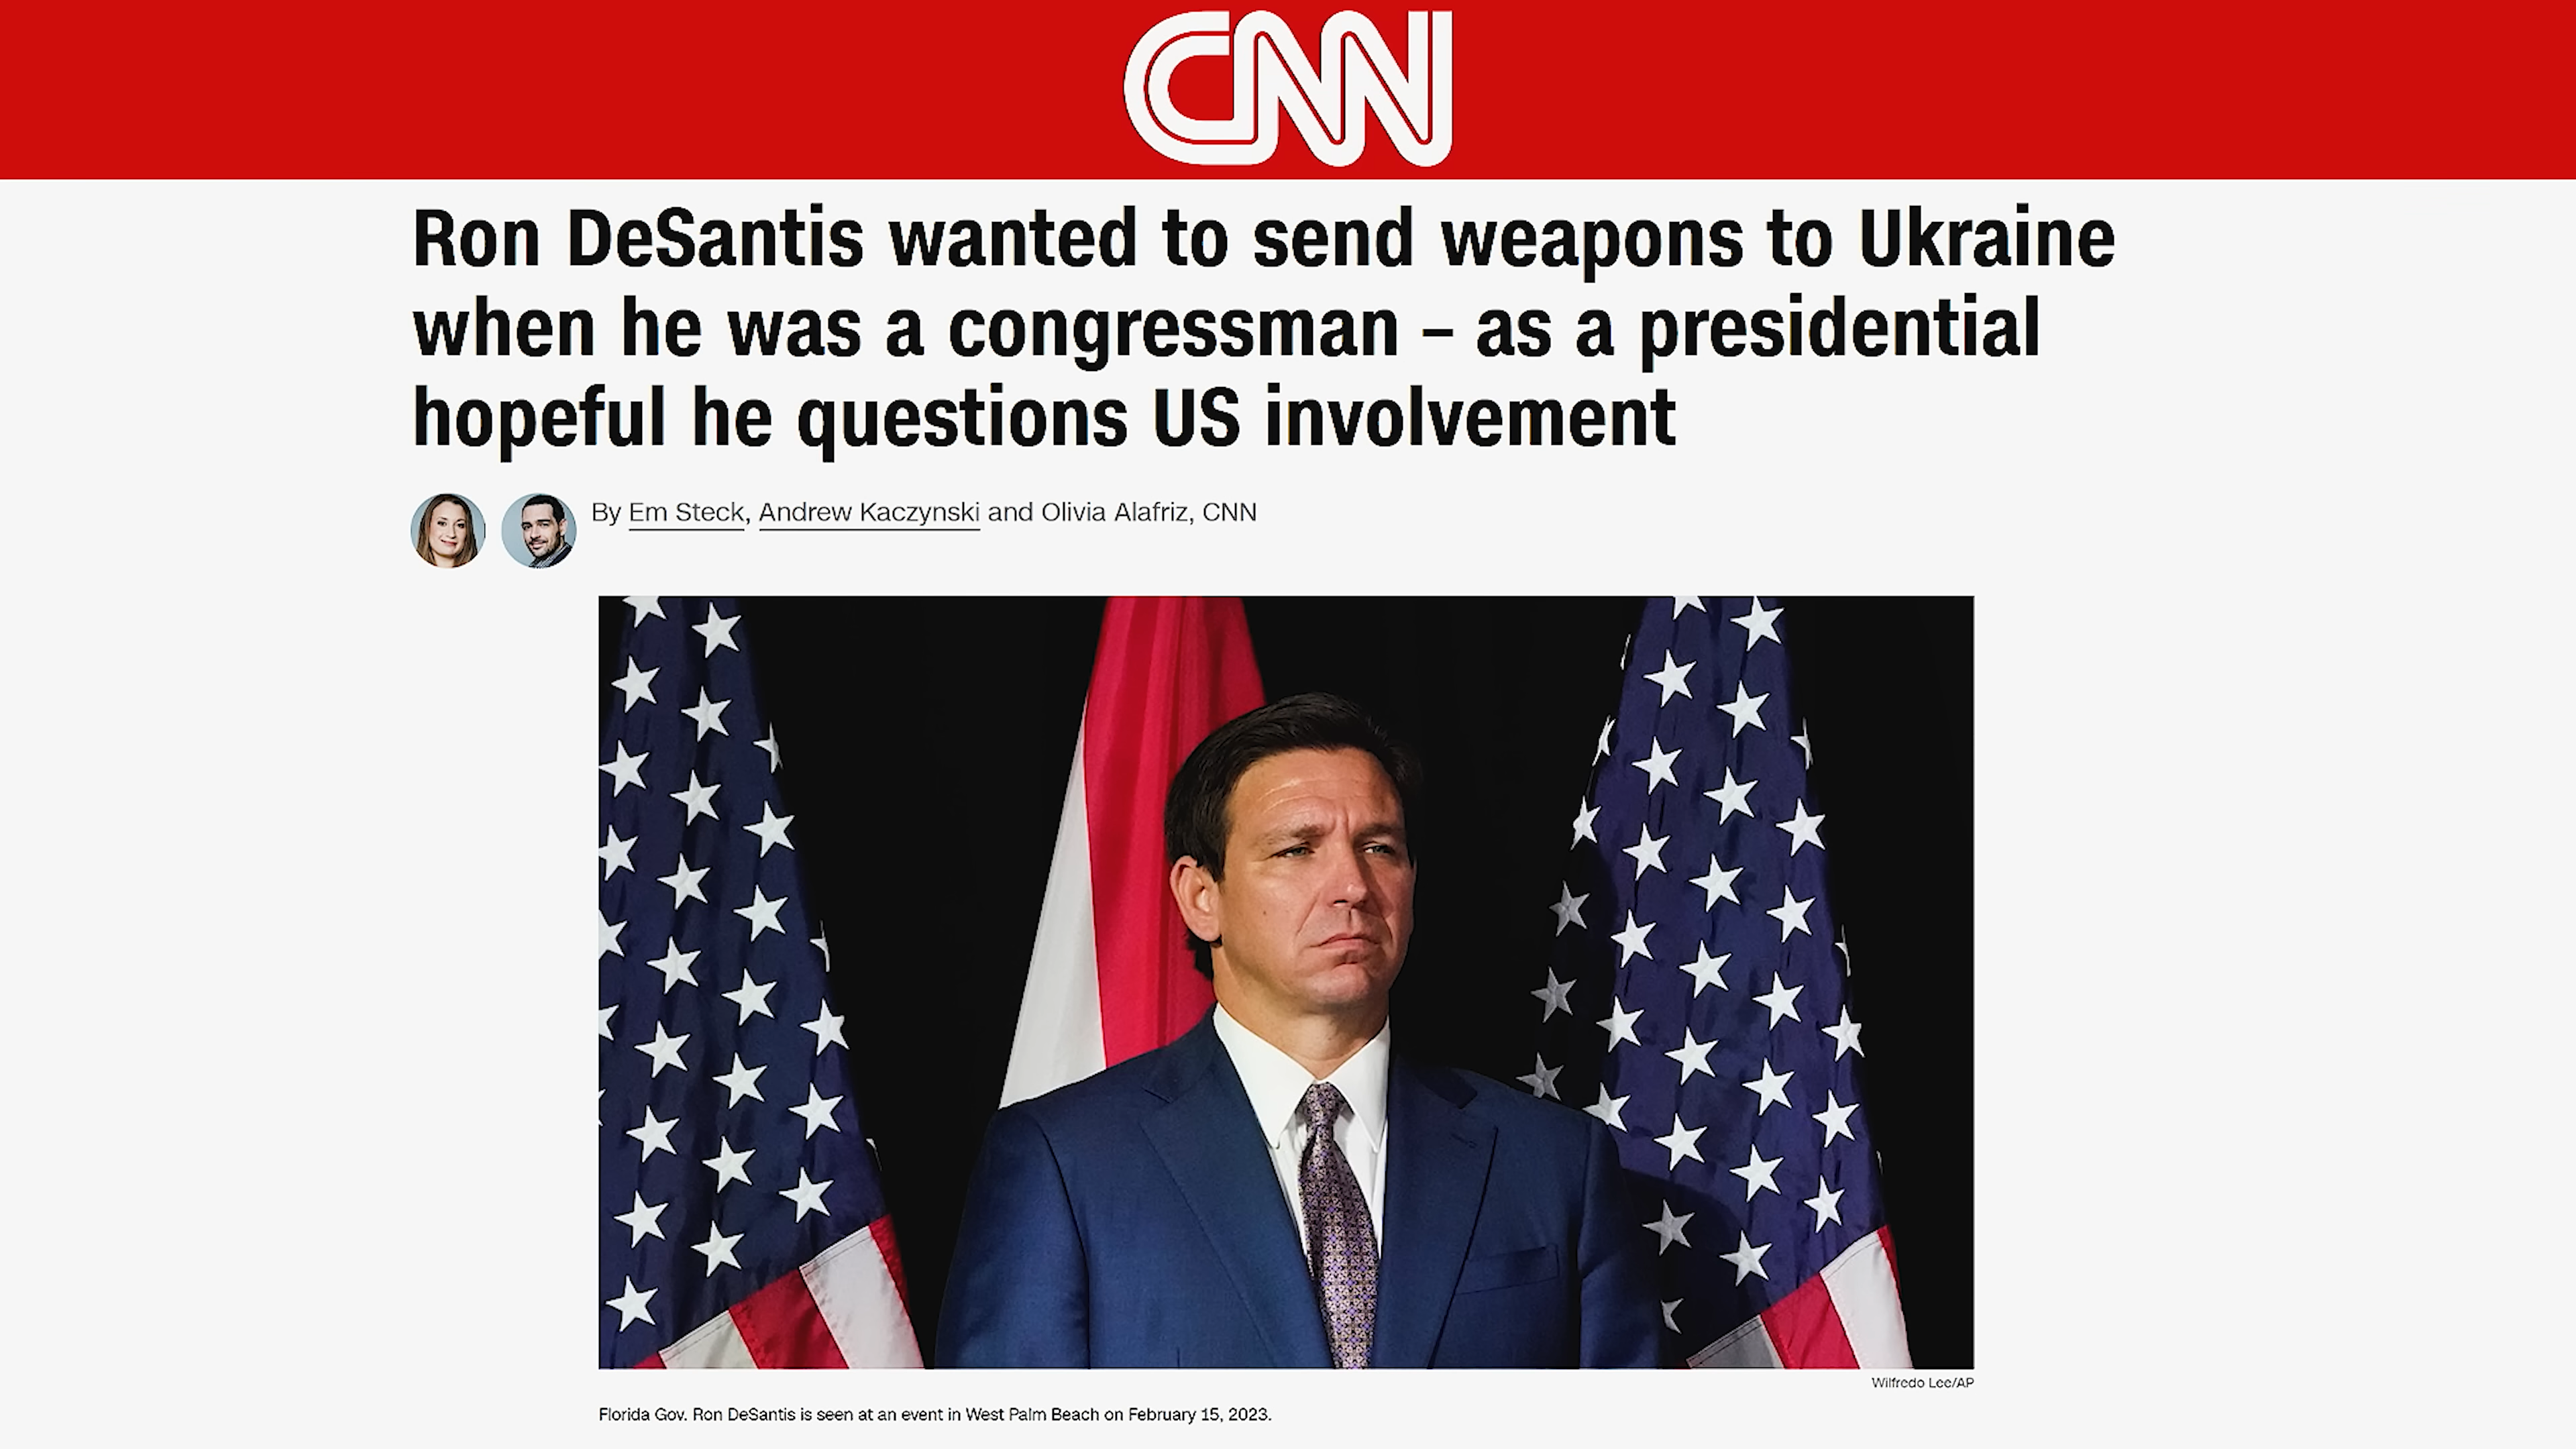 CNN
Ron DeSantis wanted to send weapons to Ukraine
when he was a congressman – as a presidential
hopeful he questions US involvement
By Em Steck, Andrew Kaczynski and Olivia Alafriz, CNN
Wilfredo Lee/AP
Florida Gov. Ron DeSantis is seen at an event in West Palm Beach on February 15, 2023.